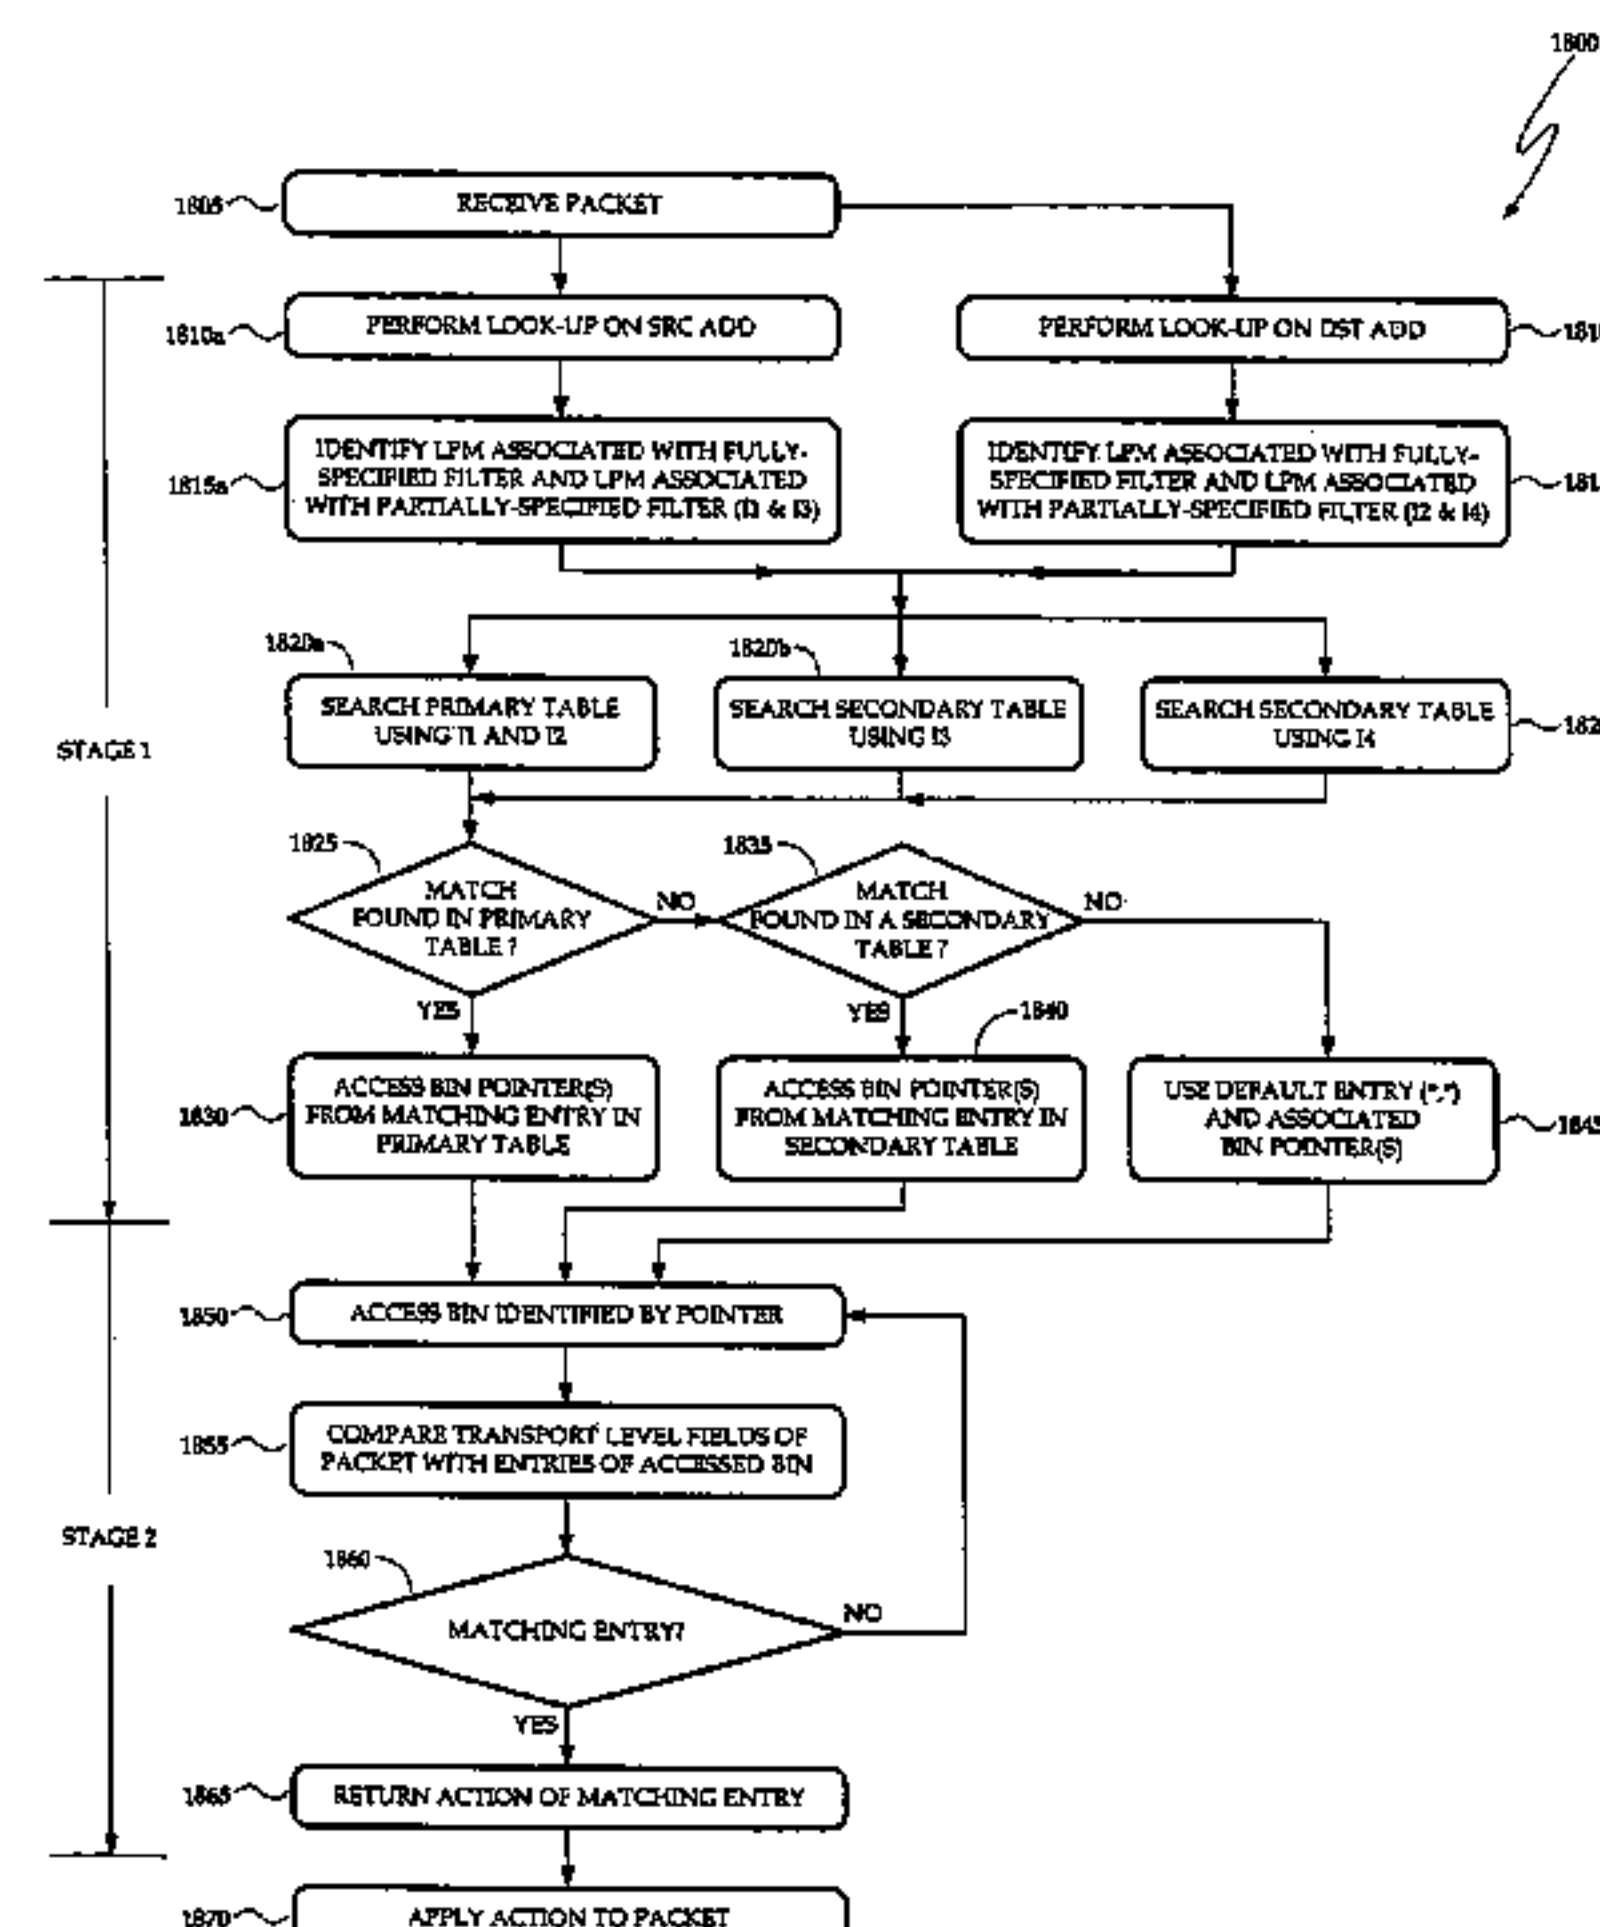 1800
1805
RECEIVE PACKET
1810a
PERFORM LOOK-UP ON SRC ADD
PERFORM LOOK-UP ON DST ADD
181
1815a
IDENTIFY LPM ASSOCIATED WITH FULLY-
SPECIFIED FILTER AND LPM ASSOCIATED
WITH PARTIALLY-SPECIFIED FILTER (I1 & I3)
IDENTIFY LPM ASSOCIATED WITH FULLY-
SPECIFIED FILTER AND LPM ASSOCIATED
WITH PARTIALLY-SPECIFIED FILTER (I2 & I4)
181
STAGE 1
1820a
SEARCH PRIMARY TABLE
USING I1 AND I2
1820b
SEARCH SECONDARY TABLE
USING I3
SEARCH SECONDARY TABLE
USING I4
182
1825
MATCH
FOUND IN PRIMARY
TABLE ?
NO
YES
1835
MATCH
FOUND IN A SECONDARY
TABLE ?
NO
YES
1830
ACCESS BIN POINTER(S)
FROM MATCHING ENTRY IN
PRIMARY TABLE
1840
ACCESS BIN POINTER(S)
FROM MATCHING ENTRY IN
SECONDARY TABLE
USE DEFAULT ENTRY (*,*)
AND ASSOCIATED
BIN POINTER(S)
1845
STAGE 2
1850
ACCESS BIN IDENTIFIED BY POINTER
1855
COMPARE TRANSPORT LEVEL FIELDS OF
PACKET WITH ENTRIES OF ACCESSED BIN
1860
MATCHING ENTRY?
NO
YES
1865
RETURN ACTION OF MATCHING ENTRY
1870
APPLY ACTION TO PACKET